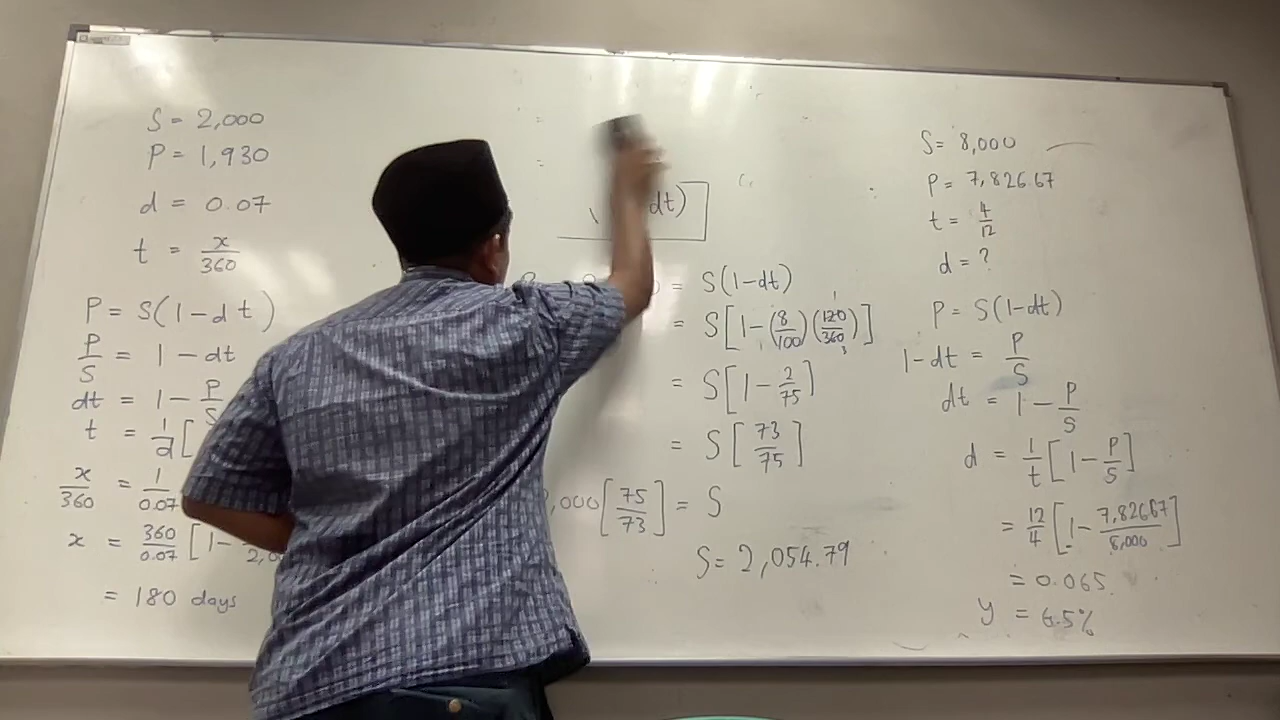 S = 2,000
P = 1,930
d = 0.07
t = x/360
P = S(1-dt)
P/S = 1-dt
dt = 1-P/S
t = 1/d[
x/360 = 1/0.07
x = 360/0.07[1-
= 180 days
dt)
= S(1-dt)
= S[1-(8/100)(120/360)] 1 1 3
= S[1-2/75]
= S[73/75]
,000[75/73] = S
S = 2,054.79
S = 8,000
P = 7,826.67
t = 4/12
d = ?
P = S(1-dt)
1-dt = P/S
dt = 1-P/S
d = 1/t[1-P/S]
= 12/4[1-7,826.67/8,000]
= 0.065
y = 6.5%